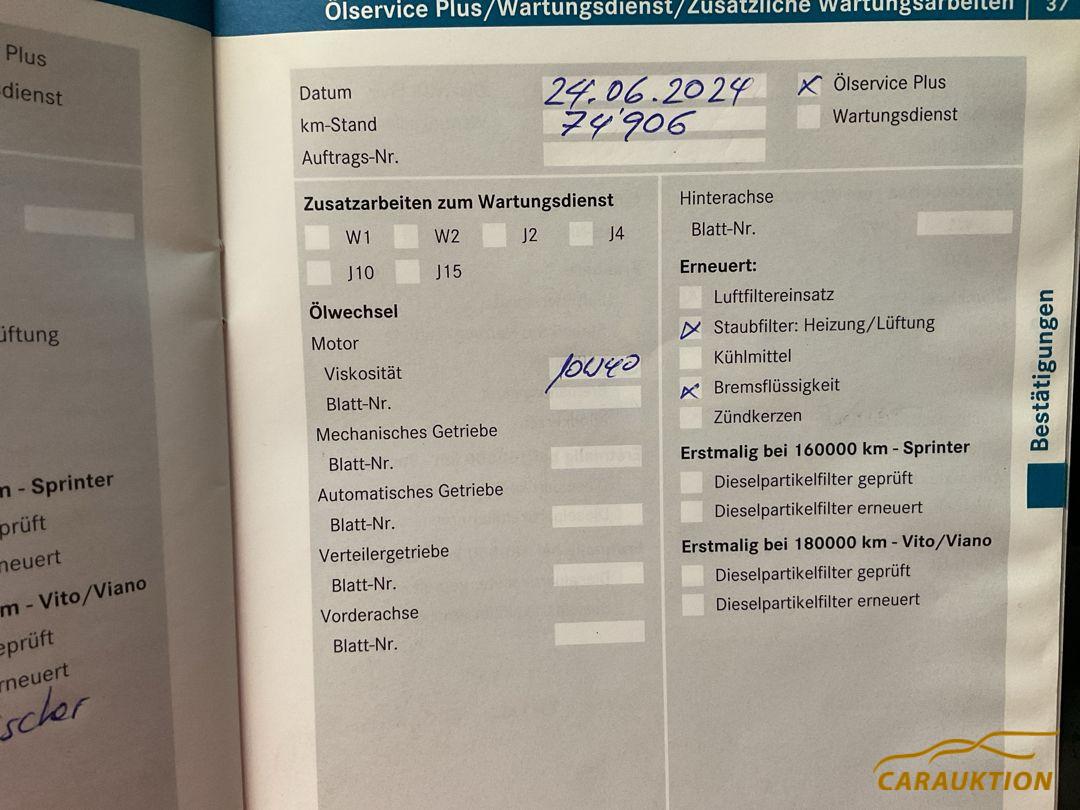 Ölservice Plus/Wartungsdienst/Zusätzliche Wartungsarbeiten 37
Plus
dienst
üftung
m - Sprinter
prüft
neuert
m - Vito/Viano
eprüft
rneuert
scher
Datum 24.06.2024
km-Stand 74'906
Auftrags-Nr.
x Ölservice Plus
Wartungsdienst
Zusatzarbeiten zum Wartungsdienst
W1 W2 J2 J4
J10 J15
Ölwechsel
Motor
Viskosität 10W40
Blatt-Nr.
Mechanisches Getriebe
Blatt-Nr.
Automatisches Getriebe
Blatt-Nr.
Verteilergetriebe
Blatt-Nr.
Vorderachse
Blatt-Nr.
Hinterachse
Blatt-Nr.
Erneuert:
Luftfiltereinsatz
x Staubfilter: Heizung/Lüftung
Kühlmittel
x Bremsflüssigkeit
Zündkerzen
Erstmalig bei 160000 km - Sprinter
Dieselpartikelfilter geprüft
Dieselpartikelfilter erneuert
Erstmalig bei 180000 km - Vito/Viano
Dieselpartikelfilter geprüft
Dieselpartikelfilter erneuert
Bestätigungen
CARAUKTION